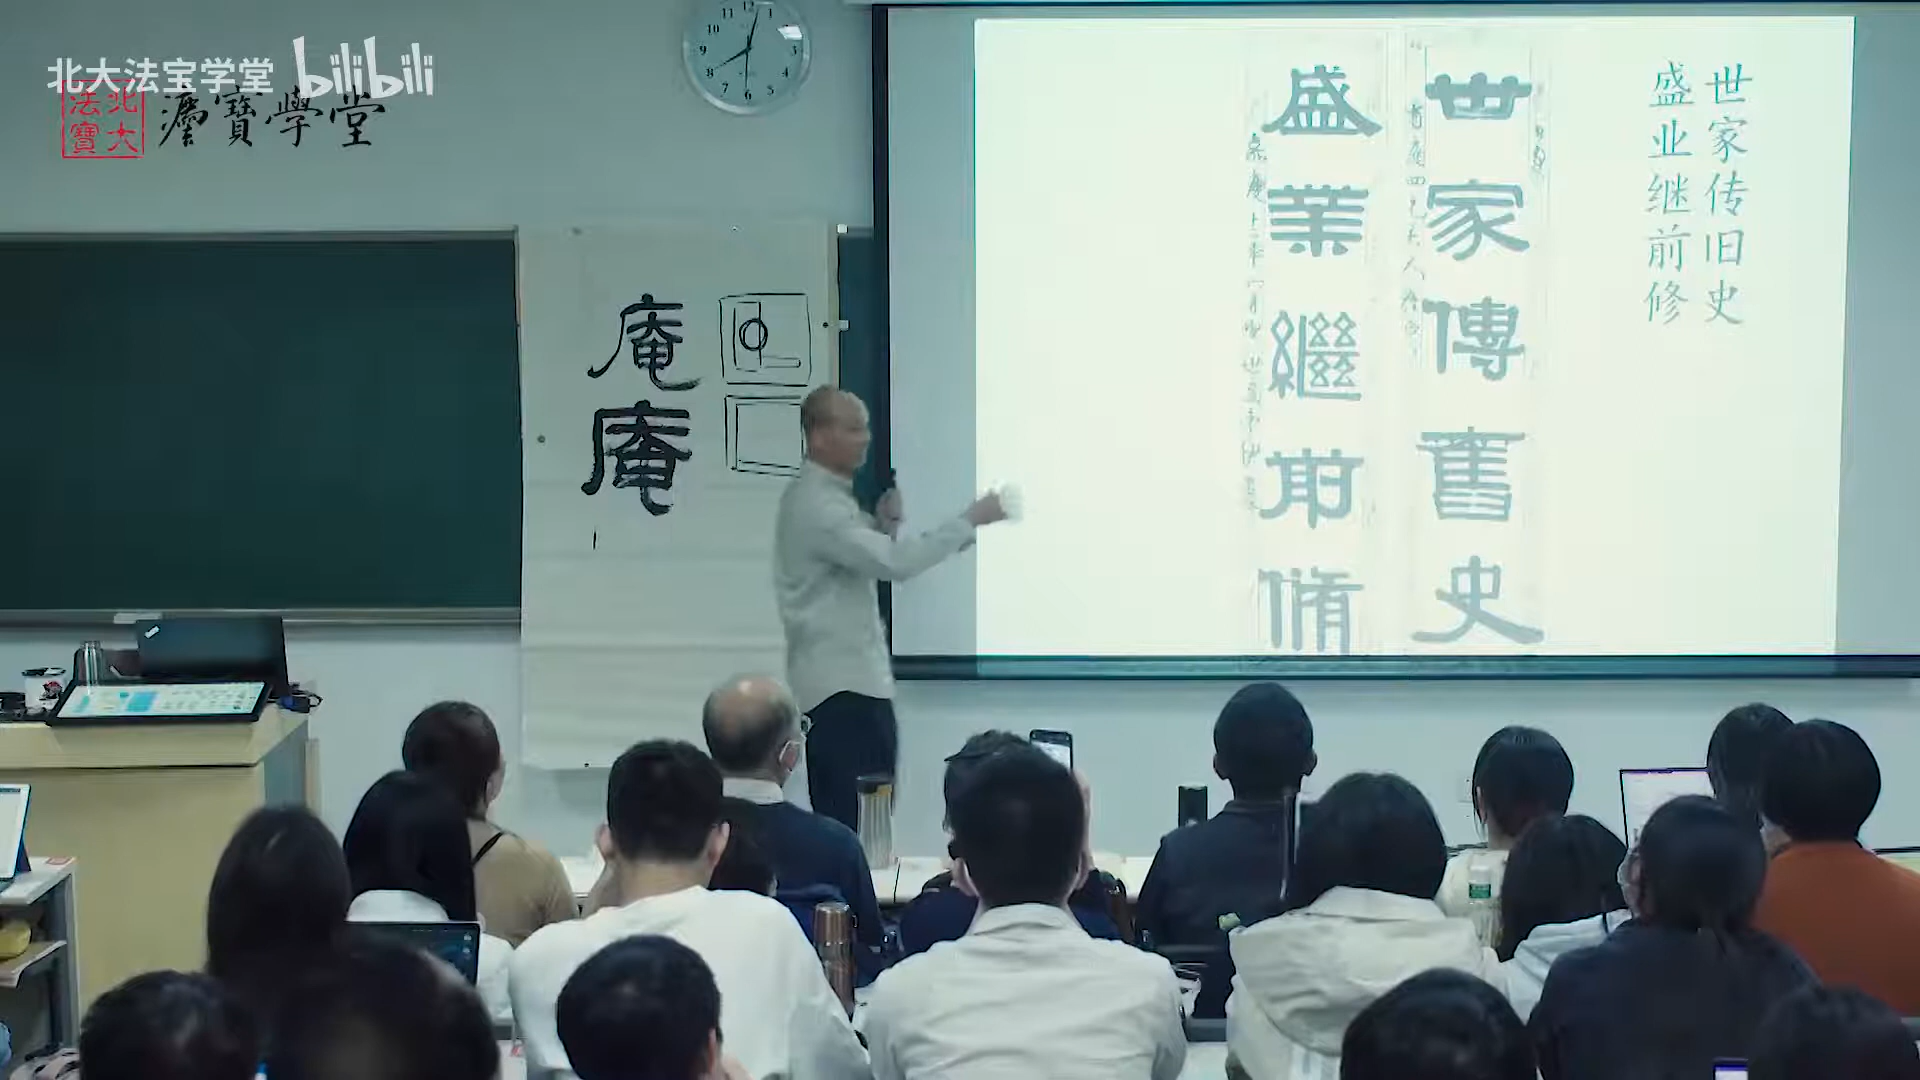 北大法宝学堂 bilibili
北大
法寶
灋寶學堂
庵
庵
世家傳舊史
盛業繼前脩
世家传旧史
盛业继前修